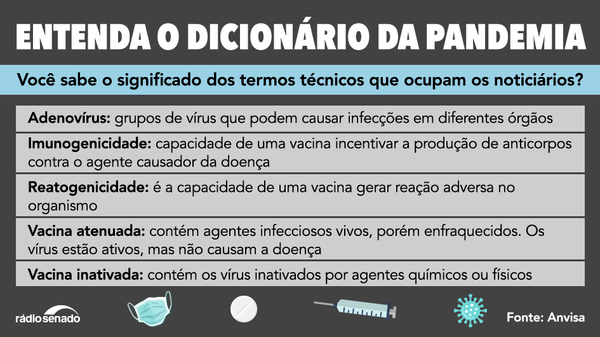 ENTENDA O DICIONÁRIO DA PANDEMIA
Você sabe o significado dos termos técnicos que ocupam os noticiários?
Adenovírus: grupos de vírus que podem causar infecções em diferentes órgãos
Imunogenicidade: capacidade de uma vacina incentivar a produção de anticorpos
contra o agente causador da doença
Reatogenicidade: é a capacidade de uma vacina gerar reação adversa no
organismo
Vacina atenuada: contém agentes infecciosos vivos, porém enfraquecidos. Os
vírus estão ativos, mas não causam a doença
Vacina inativada: contém os vírus inativados por agentes químicos ou físicos
rádiosenado
Fonte: Anvisa